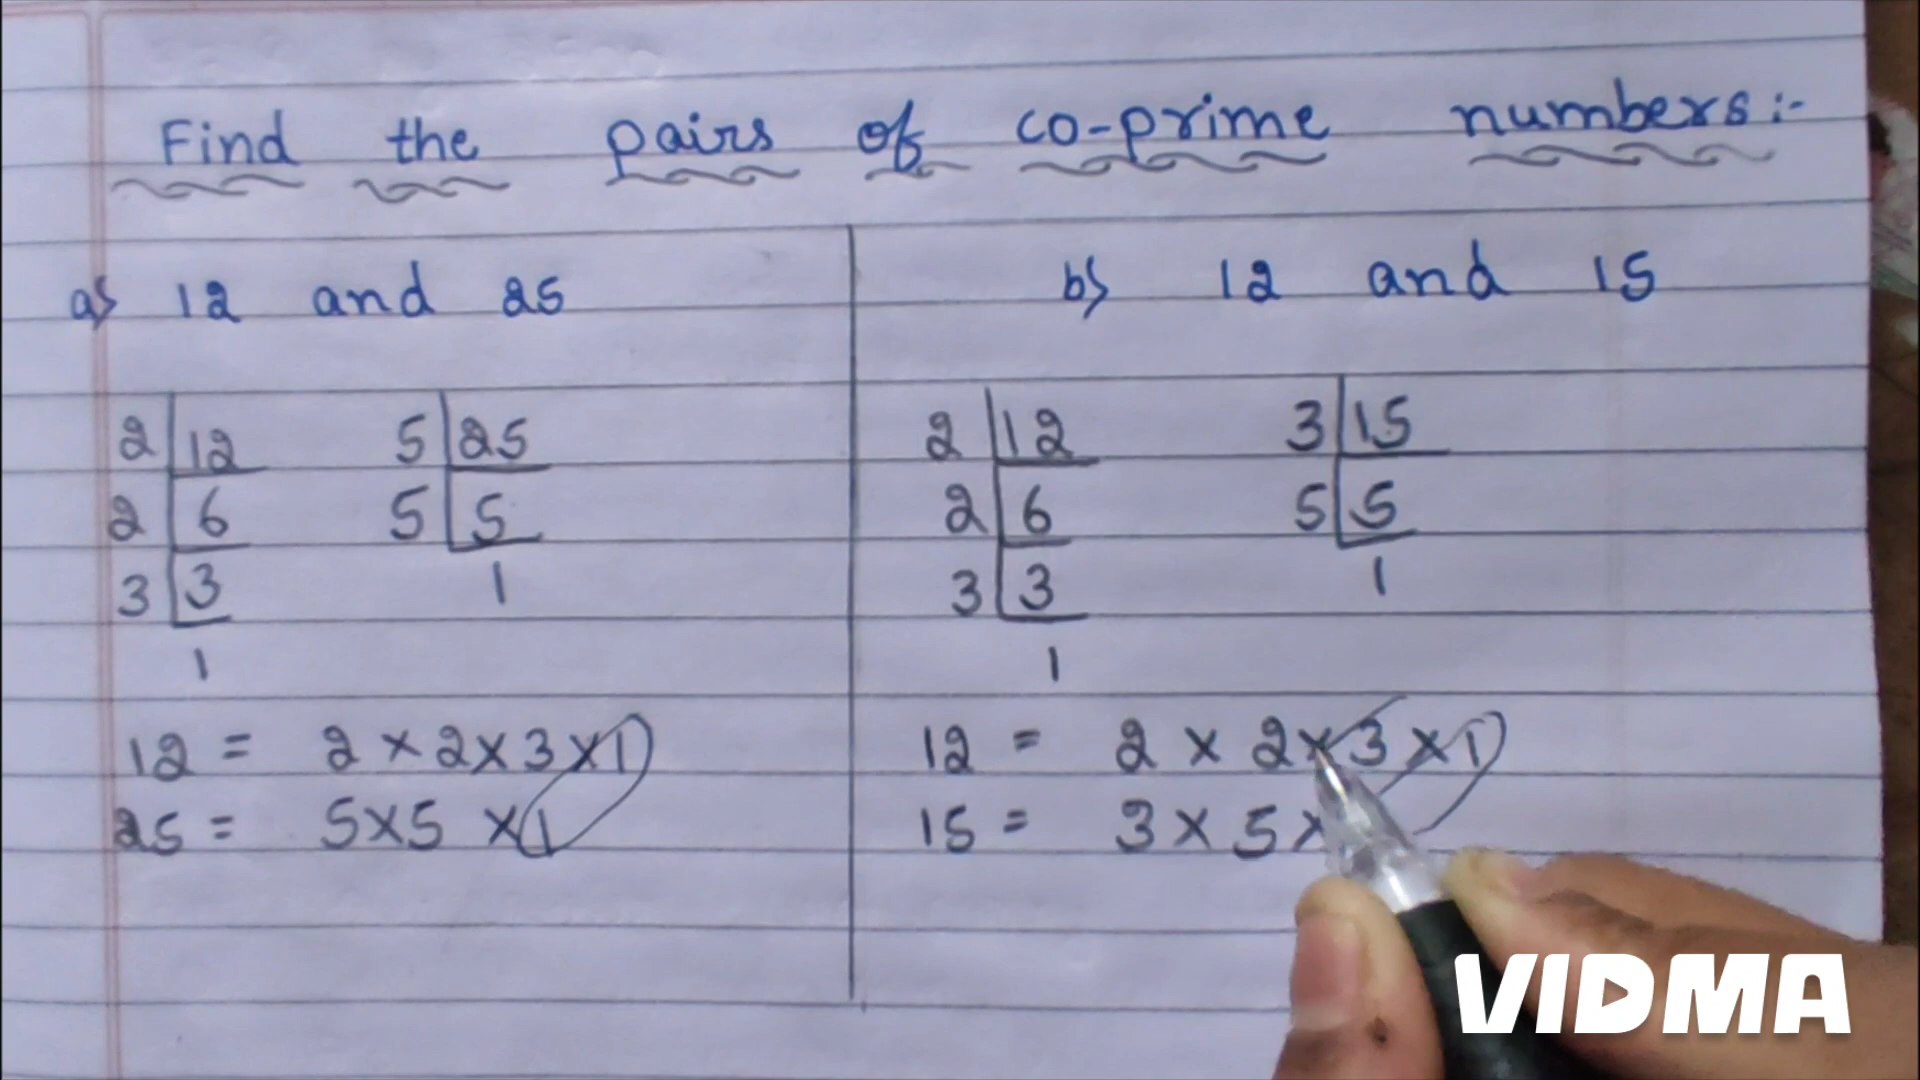 Find the pairs of co-prime numbers:-
a) 12 and 25
2 12
2 6
3 3
1
5 25
5 5
1
12 = 2 × 2 × 3 × 1
25 = 5 × 5 × 1
b) 12 and 15
2 12
2 6
3 3
1
3 15
5 5
1
12 = 2 × 2 × 3 × 1
15 = 3 × 5 ×
VIDMA